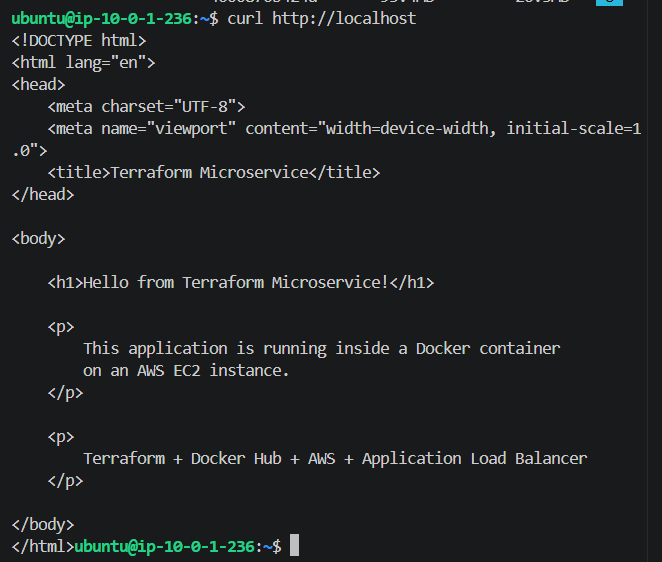 ubuntu@ip-10-0-1-236:~$ curl http://localhost
<!DOCTYPE html>
<html lang="en">
<head>
    <meta charset="UTF-8">
    <meta name="viewport" content="width=device-width, initial-scale=1
.0">
    <title>Terraform Microservice</title>
</head>

<body>

    <h1>Hello from Terraform Microservice!</h1>

    <p>
        This application is running inside a Docker container
        on an AWS EC2 instance.
    </p>

    <p>
        Terraform + Docker Hub + AWS + Application Load Balancer
    </p>

</body>
</html>ubuntu@ip-10-0-1-236:~$